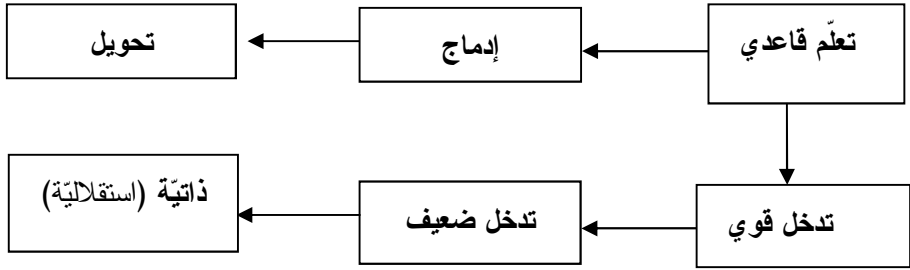 تعلّم قاعدي
إدماج
تحويل
تدخل قوي
تدخل ضعيف
ذاتيّة (استقلاليّة)